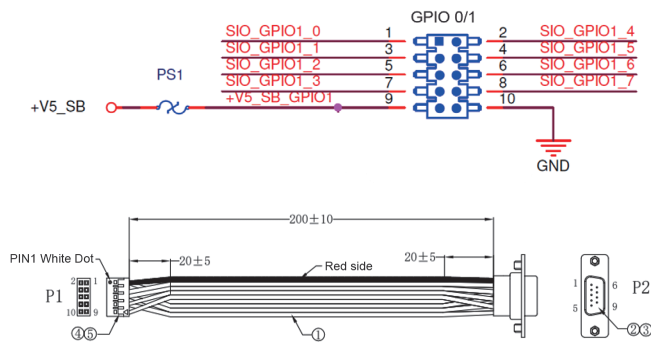 GPIO 0/1
SIO_GPIO1_0 1 2 SIO_GPIO1_4
SIO_GPIO1_1 3 4 SIO_GPIO1_5
SIO_GPIO1_2 5 6 SIO_GPIO1_6
SIO_GPIO1_3 7 8 SIO_GPIO1_7
PS1
+V5_SB +V5_SB_GPIO1 9 10
GND
200±10
PIN1 White Dot
20±5 20±5
Red side
P1 2 1 10 9
④⑤
①
P2 1 6 5 9
②③